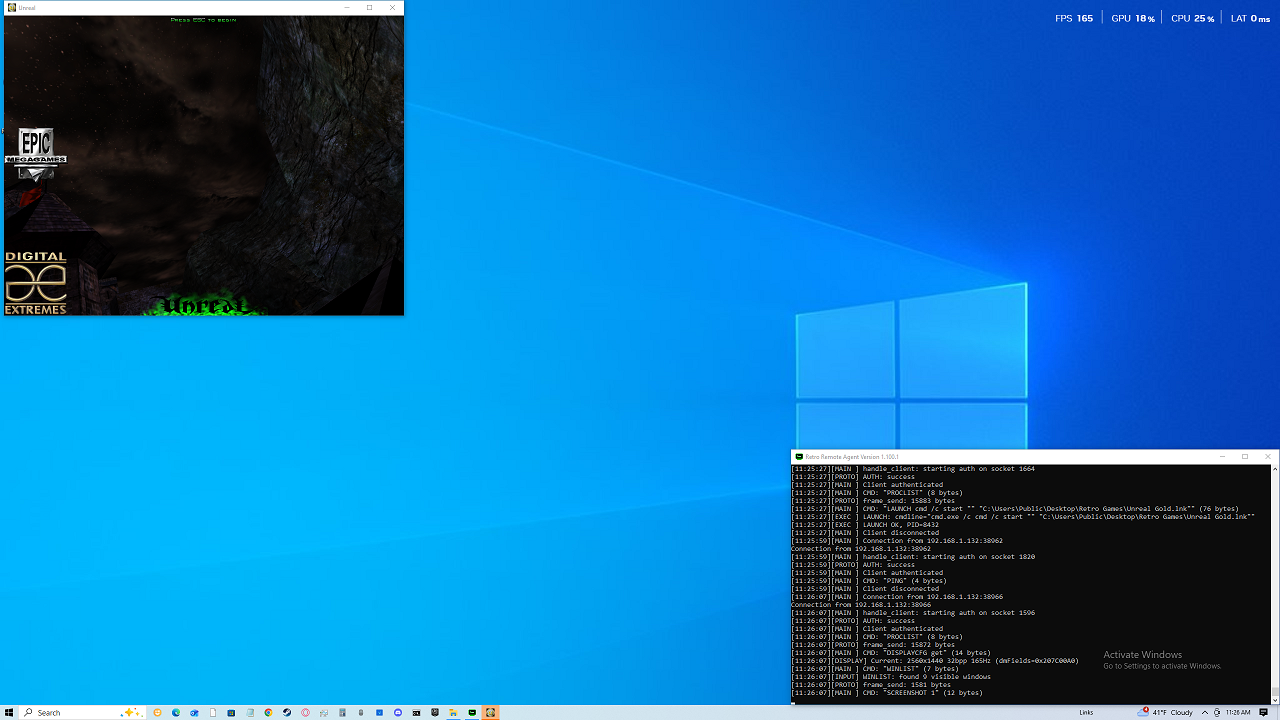 Unreal
PRESS ESC TO BEGIN
FPS 165 GPU 18 % CPU 25 % LAT 0 ms
EPIC
MEGAGAMES
DIGITAL
EXTREMES
Unreal
Retro Remote Agent Version 1.100.1
[11:25:27][MAIN ] handle_client: starting auth on socket 1664
[11:25:27][PROTO] AUTH: success
[11:25:27][MAIN ] Client authenticated
[11:25:27][MAIN ] CMD: "PROCLIST" (8 bytes)
[11:25:27][PROTO] frame_send: 15883 bytes
[11:25:27][MAIN ] CMD: "LAUNCH cmd /c start "" "C:\Users\Public\Desktop\Retro Games\Unreal Gold.lnk"" (76 bytes)
[11:25:27][EXEC ] LAUNCH: cmdline="cmd.exe /c cmd /c start "" "C:\Users\Public\Desktop\Retro Games\Unreal Gold.lnk""
[11:25:27][EXEC ] LAUNCH OK, PID=8432
[11:25:27][MAIN ] Client disconnected
[11:25:59][MAIN ] Connection from 192.168.1.132:38962
Connection from 192.168.1.132:38962
[11:25:59][MAIN ] handle_client: starting auth on socket 1820
[11:25:59][PROTO] AUTH: success
[11:25:59][MAIN ] Client authenticated
[11:25:59][MAIN ] CMD: "PING" (4 bytes)
[11:25:59][MAIN ] Client disconnected
[11:26:07][MAIN ] Connection from 192.168.1.132:38966
Connection from 192.168.1.132:38966
[11:26:07][MAIN ] handle_client: starting auth on socket 1596
[11:26:07][PROTO] AUTH: success
[11:26:07][MAIN ] Client authenticated
[11:26:07][MAIN ] CMD: "PROCLIST" (8 bytes)
[11:26:07][PROTO] frame_send: 15872 bytes
[11:26:07][MAIN ] CMD: "DISPLAYCFG get" (14 bytes)
[11:26:07][DISPLAY] Current: 2560x1440 32bpp 165Hz (dmFields=0x207C00A0)
[11:26:07][MAIN ] CMD: "WINLIST" (7 bytes)
[11:26:07][INPUT] WINLIST: found 9 visible windows
[11:26:07][PROTO] frame_send: 1581 bytes
[11:26:07][MAIN ] CMD: "SCREENSHOT 1" (12 bytes)
Activate Windows
Go to Settings to activate Windows.
Search
Links
41°F Cloudy
11:26 AM